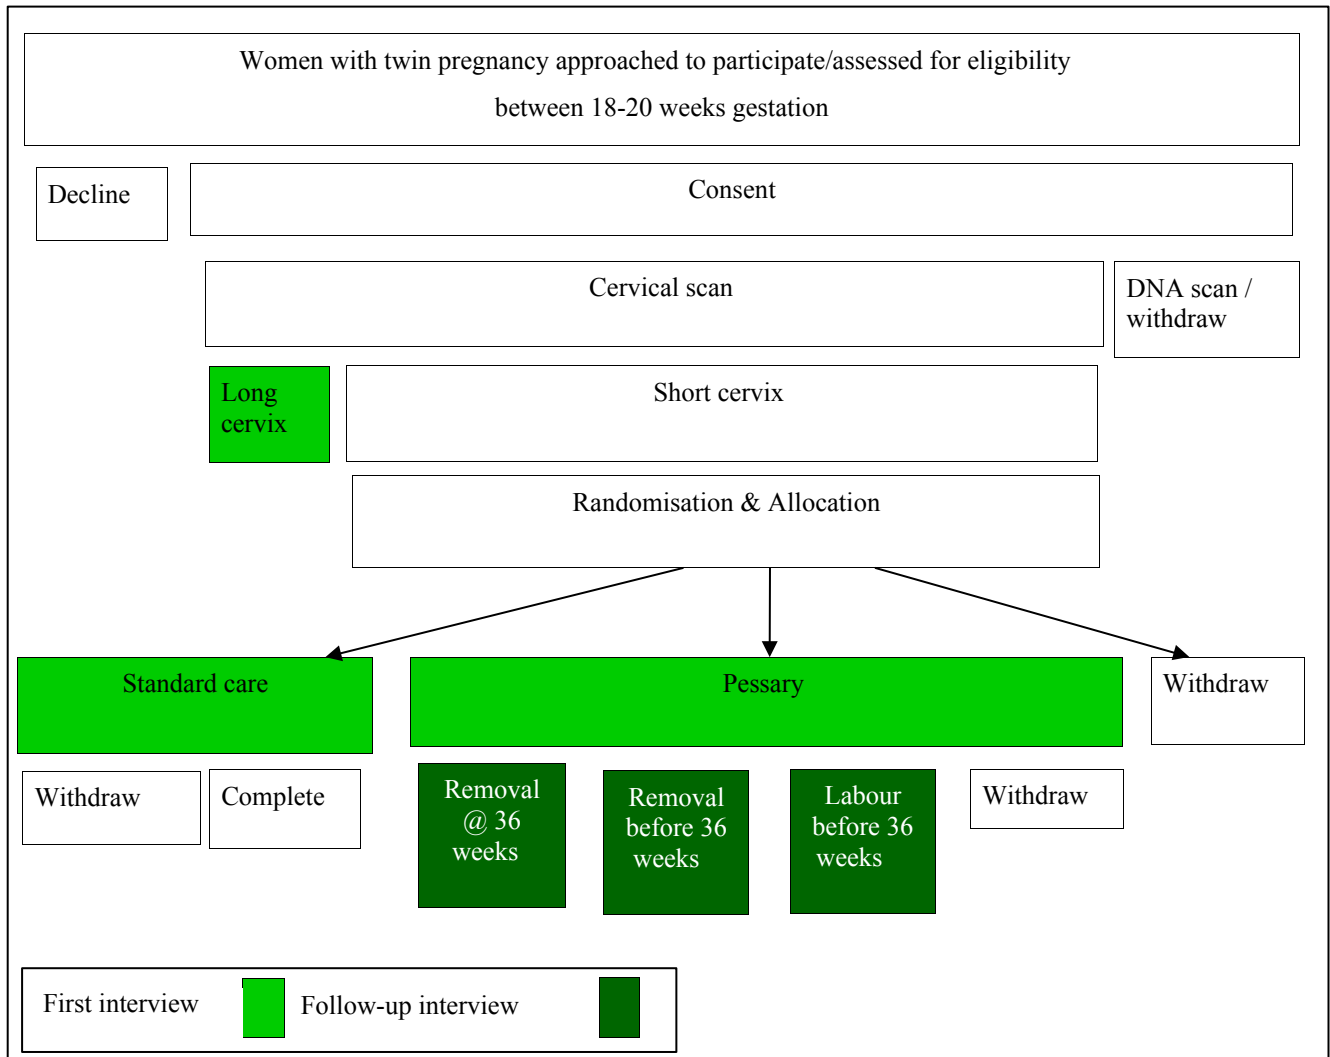 Women with twin pregnancy approached to participate/assessed for eligibility
between 18-20 weeks gestation
Decline
Consent
Cervical scan
DNA scan /
withdraw
Long
cervix
Short cervix
Randomisation & Allocation
Standard care
Pessary
Withdraw
Withdraw
Complete
Removal
@ 36
weeks
Removal
before 36
weeks
Labour
before 36
weeks
Withdraw
First interview
Follow-up interview